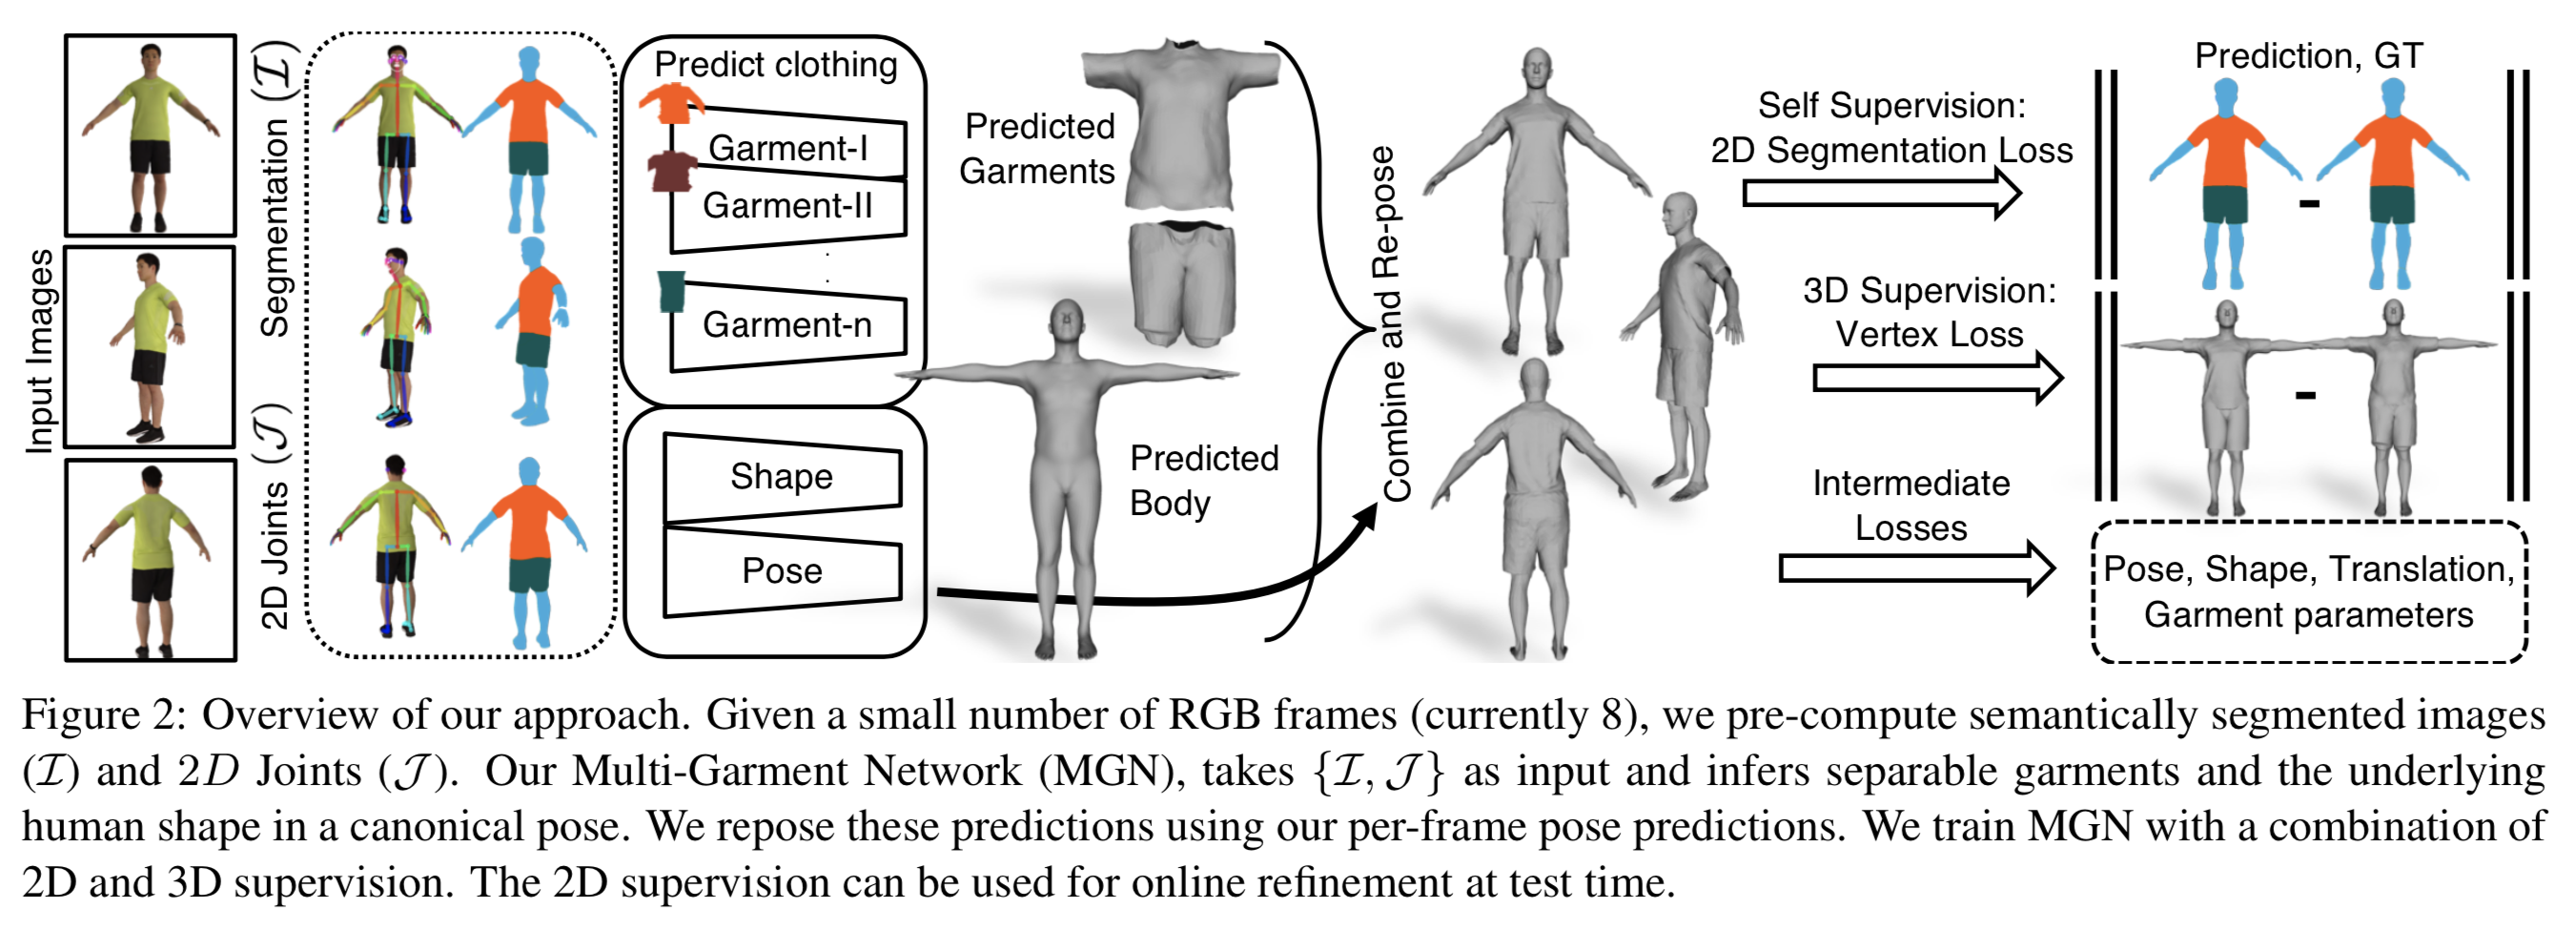 Input Images
Segmentation (ℐ)
2D Joints (𝒥)
Predict clothing
Garment-I
Garment-II
.
.
Garment-n
Shape
Pose
Predicted
Garments
Predicted
Body
Combine and Re-pose
Self Supervision:
2D Segmentation Loss
3D Supervision:
Vertex Loss
Intermediate
Losses
Prediction, GT
-
-
Pose, Shape, Translation,
Garment parameters
Figure 2: Overview of our approach. Given a small number of RGB frames (currently 8), we pre-compute semantically segmented images
(ℐ) and 2D Joints (𝒥). Our Multi-Garment Network (MGN), takes {ℐ, 𝒥} as input and infers separable garments and the underlying
human shape in a canonical pose. We repose these predictions using our per-frame pose predictions. We train MGN with a combination of
2D and 3D supervision. The 2D supervision can be used for online refinement at test time.